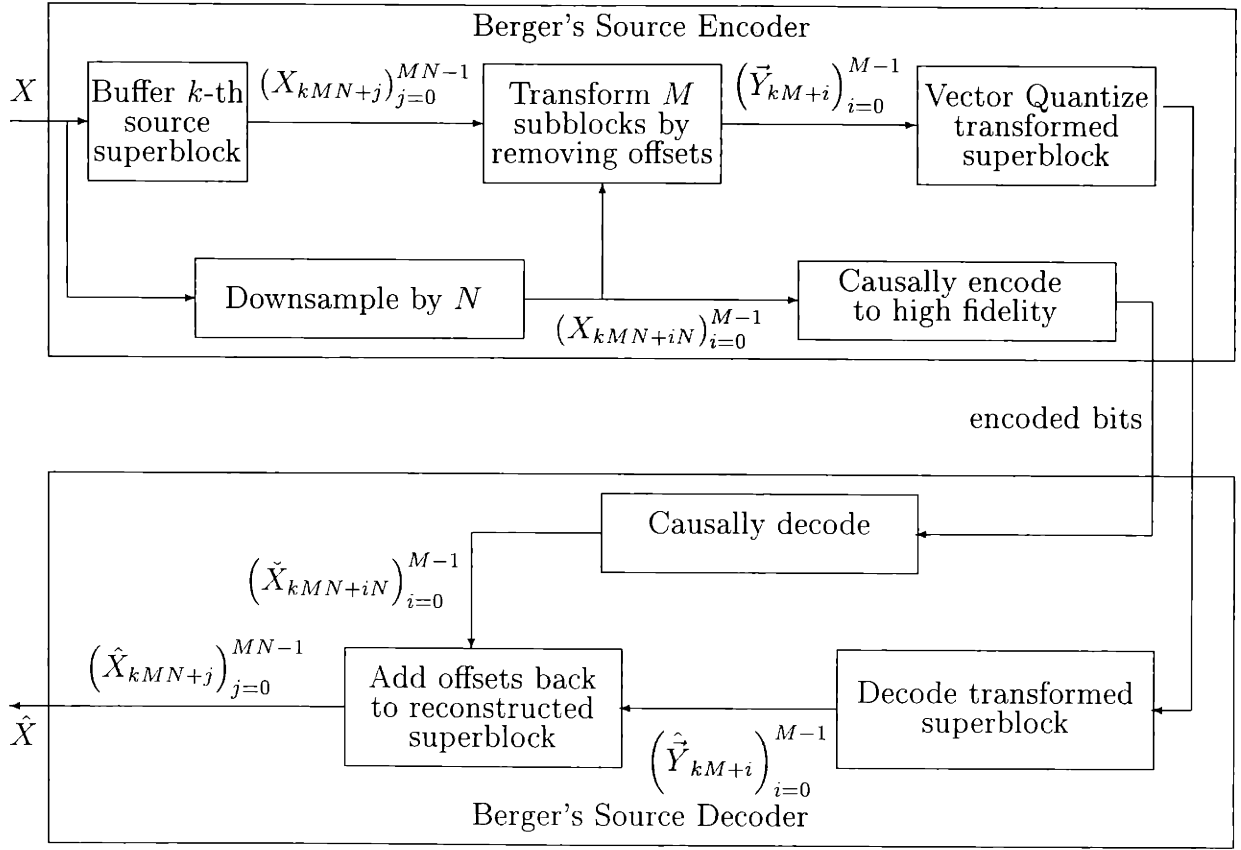 Berger's Source Encoder
X
Buffer k-th
source
superblock
(X_{kMN+j})_{j=0}^{MN-1}
Transform M
subblocks by
removing offsets
(\vec{Y}_{kM+i})_{i=0}^{M-1}
Vector Quantize
transformed
superblock
Downsample by N
(X_{kMN+iN})_{i=0}^{M-1}
Causally encode
to high fidelity
encoded bits
Causally decode
(\check{X}_{kMN+iN})_{i=0}^{M-1}
(\hat{X}_{kMN+j})_{j=0}^{MN-1}
\hat{X}
Add offsets back
to reconstructed
superblock
(\hat{\vec{Y}}_{kM+i})_{i=0}^{M-1}
Decode transformed
superblock
Berger's Source Decoder